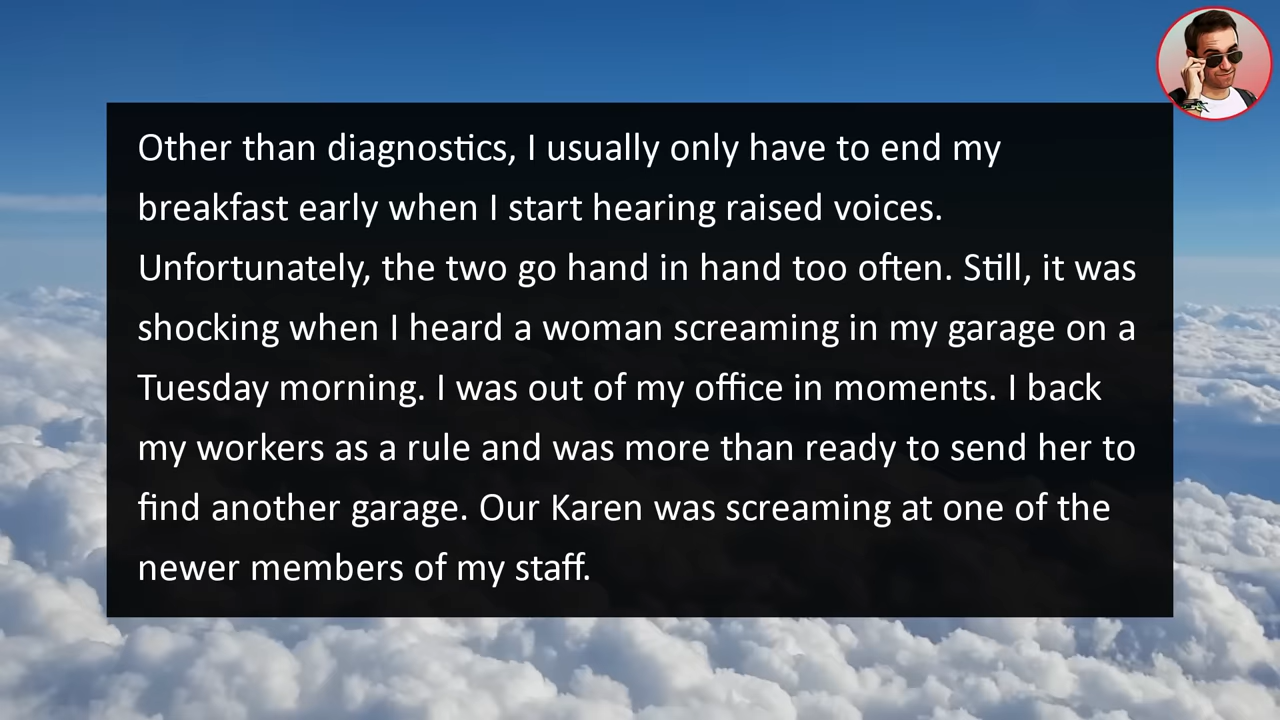 Other than diagnostics, I usually only have to end my
breakfast early when I start hearing raised voices.
Unfortunately, the two go hand in hand too often. Still, it was
shocking when I heard a woman screaming in my garage on a
Tuesday morning. I was out of my office in moments. I back
my workers as a rule and was more than ready to send her to
find another garage. Our Karen was screaming at one of the
newer members of my staff.